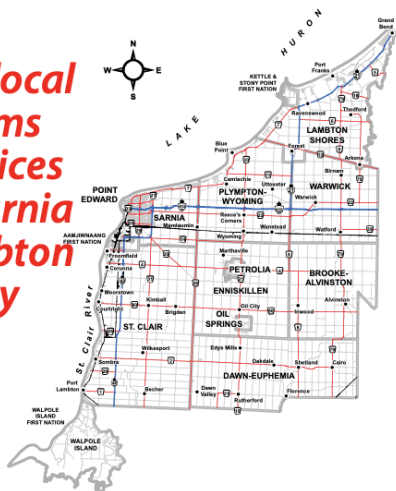 local
ms
ices
arnia
bton
y
N
W
E
S
LAKE
HURON
Grand
Bend
Port
Franks
KETTLE &
STONY POINT
FIRST NATION
Ravenswood
Thedford
LAMBTON
SHORES
Blue
Point
Forest
Arkona
Camlachie
Birnam
PLYMPTON-
WYOMING
Uttoxeter
WARWICK
POINT
EDWARD
Warwick
SARNIA
Reece's
Corners
Mandaumin
Wanstead
Watford
Wyoming
AAMJIWNAANG
FIRST NATION
Froomfield
Corunna
Marthaville
PETROLIA
BROOKE-
ALVINSTON
ENNISKILLEN
Mooretown
Kimball
Oil City
Alvinston
Courtright
Brigden
Inwood
OIL
SPRINGS
St. Clair River
ST. CLAIR
Wilkesport
Edys Mills
Sombra
Oakdale
Shetland
Cairo
DAWN-EUPHEMIA
Port
Lambton
Becher
Dawn
Valley
Rutherford
Florence
WALPOLE
ISLAND
FIRST NATION
WALPOLE
ISLAND